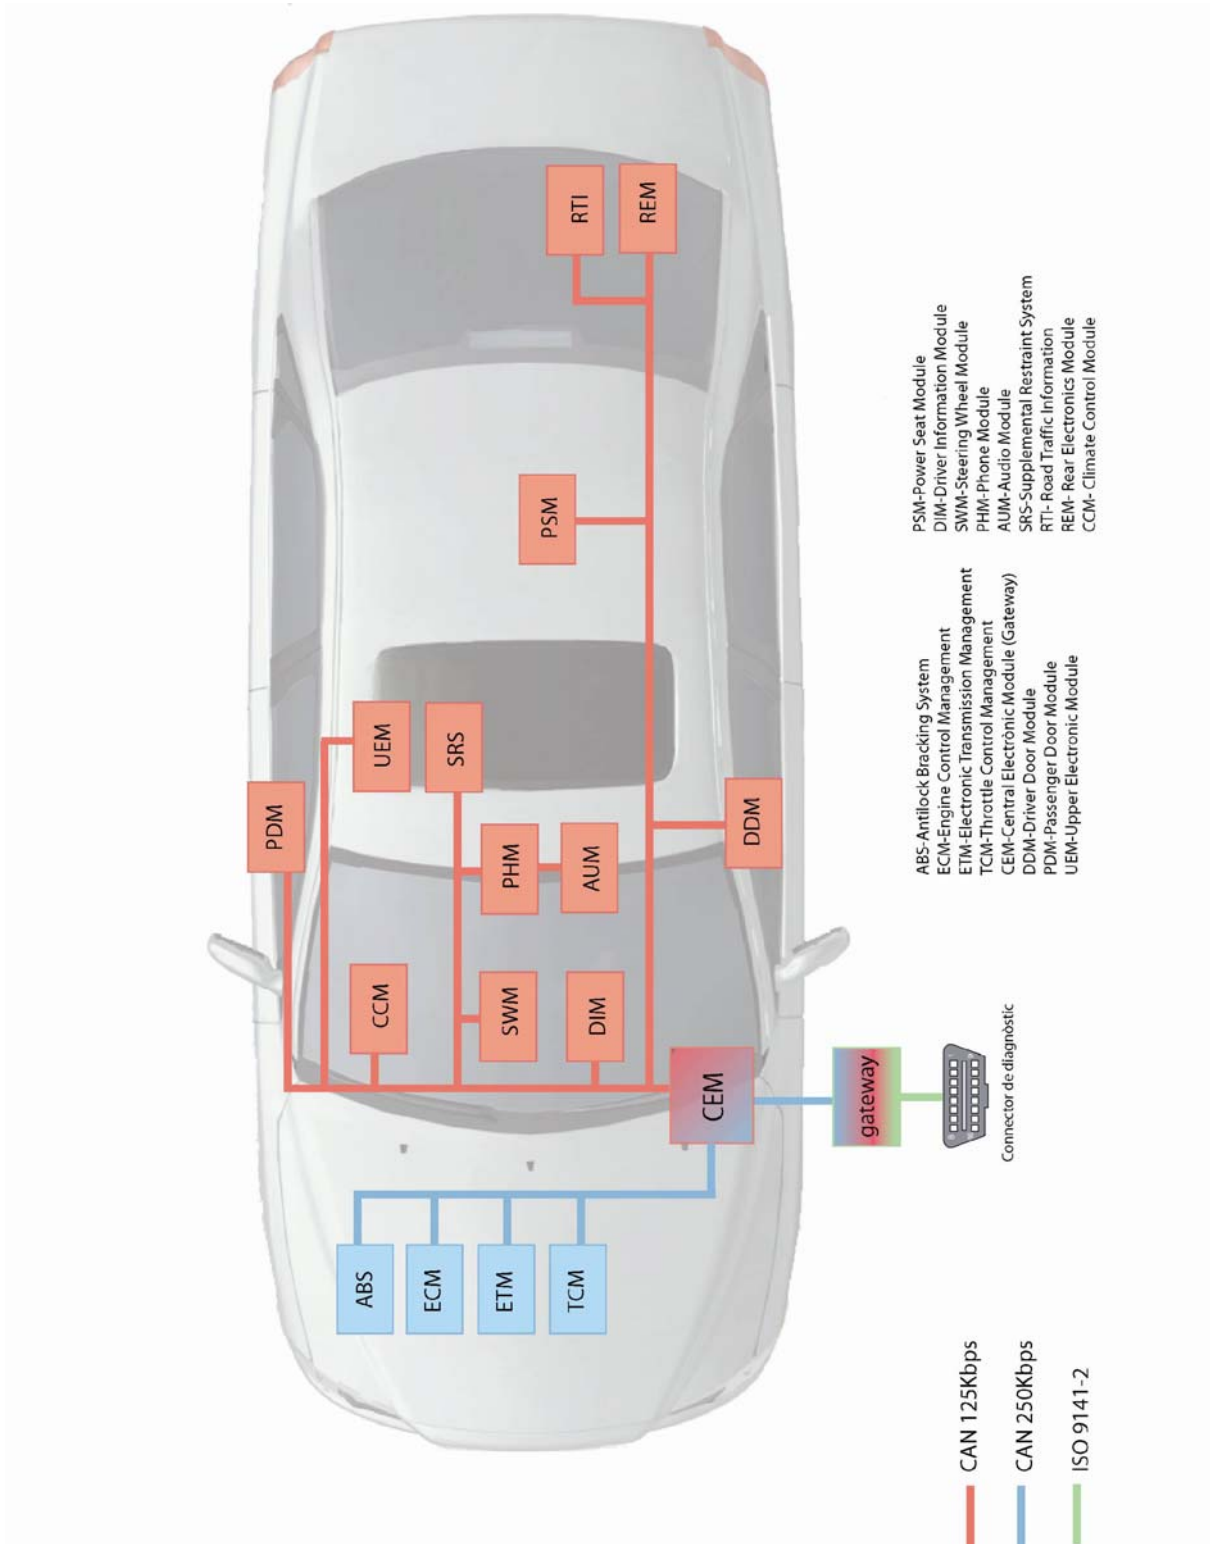 PDM
UEM
CCM
SRS
PHM
AUM
SWM
DIM
PSM
RTI
REM
DDM
CEM
gateway
ABS
ECM
ETM
TCM
Connector de diagnòstic
CAN 125Kbps
CAN 250Kbps
ISO 9141-2
ABS-Antilock Bracking System
ECM-Engine Control Management
ETM-Electronic Transmission Management
TCM-Throttle Control Management
CEM-Central Electrònic Module (Gateway)
DDM-Driver Door Module
PDM-Passenger Door Module
UEM-Upper Electronic Module
PSM-Power Seat Module
DIM-Driver Information Module
SWM-Steering Wheel Module
PHM-Phone Module
AUM-Audio Module
SRS-Supplemental Restraint System
RTI- Road Traffic Information
REM- Rear Electronics Module
CCM- Climate Control Module